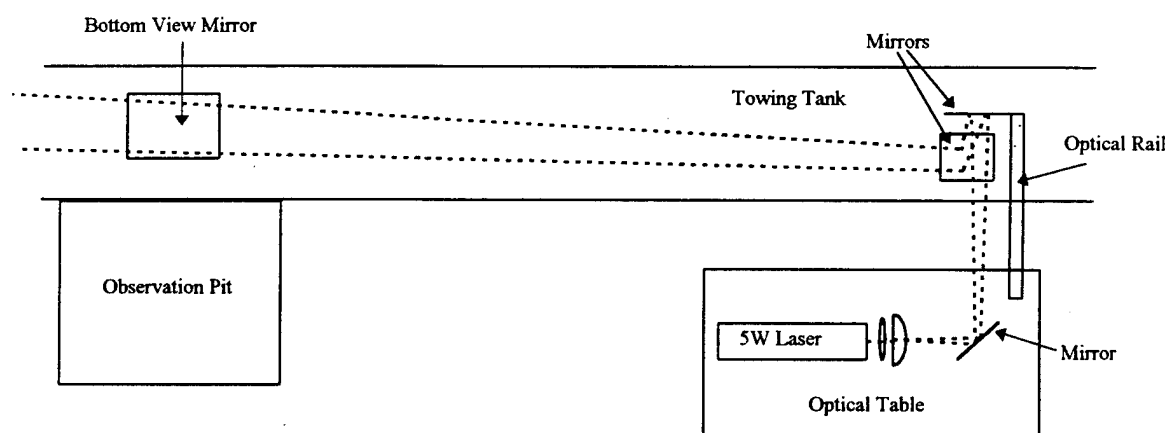 Bottom View Mirror
Mirrors
Towing Tank
Optical Rail
Observation Pit
5W Laser
Mirror
Optical Table